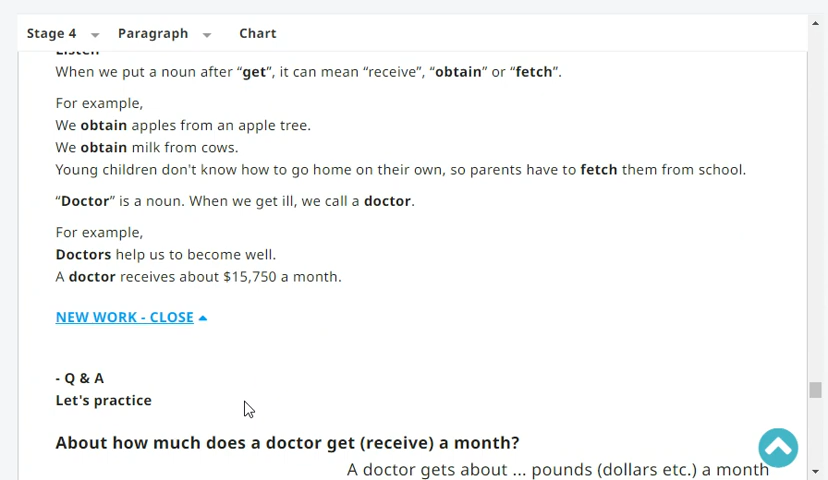 Stage 4 Paragraph Chart
Listen
When we put a noun after “get”, it can mean “receive”, “obtain” or “fetch”.
For example,
We obtain apples from an apple tree.
We obtain milk from cows.
Young children don't know how to go home on their own, so parents have to fetch them from school.
“Doctor” is a noun. When we get ill, we call a doctor.
For example,
Doctors help us to become well.
A doctor receives about $15,750 a month.
NEW WORK - CLOSE
- Q & A
Let's practice
About how much does a doctor get (receive) a month?
A doctor gets about ... pounds (dollars etc.) a month